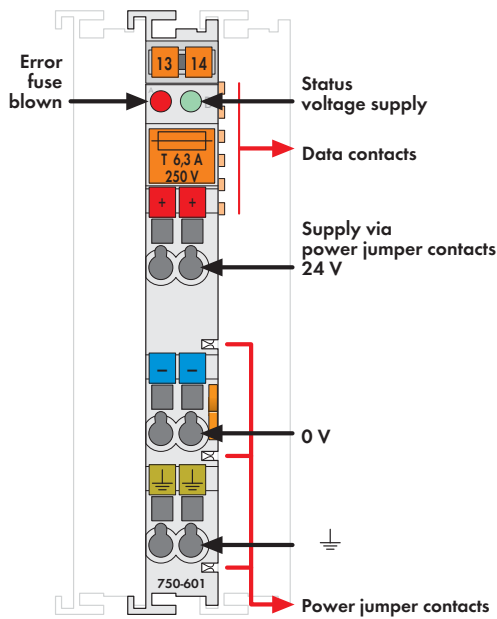 13 14
Error
fuse
blown
A
Status
voltage supply
Data contacts
T 6,3 A
250 V
+ +
Supply via
power jumper contacts
24 V
− −
0 V
750-601
Power jumper contacts